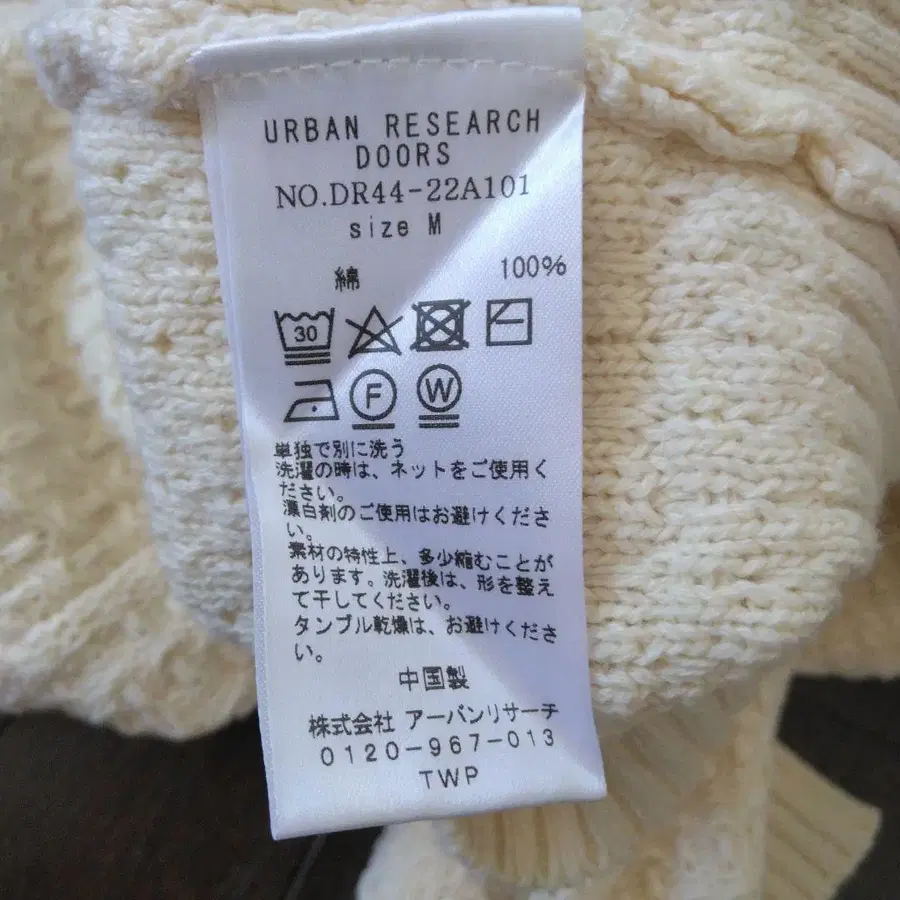 URBAN RESEARCH
DOORS
NO.DR44-22A101
size M
綿 100%
30
F W
単独で別に洗う
洗濯の時は、ネットをご使用く
ださい。
漂白剤のご使用はお避けくださ
い。
素材の特性上、多少縮むことが
あります。洗濯後は、形を整え
て干してください。
タンブル乾燥は、お避けくださ
い。
中国製
株式会社 アーバンリサーチ
0120-967-013
TWP